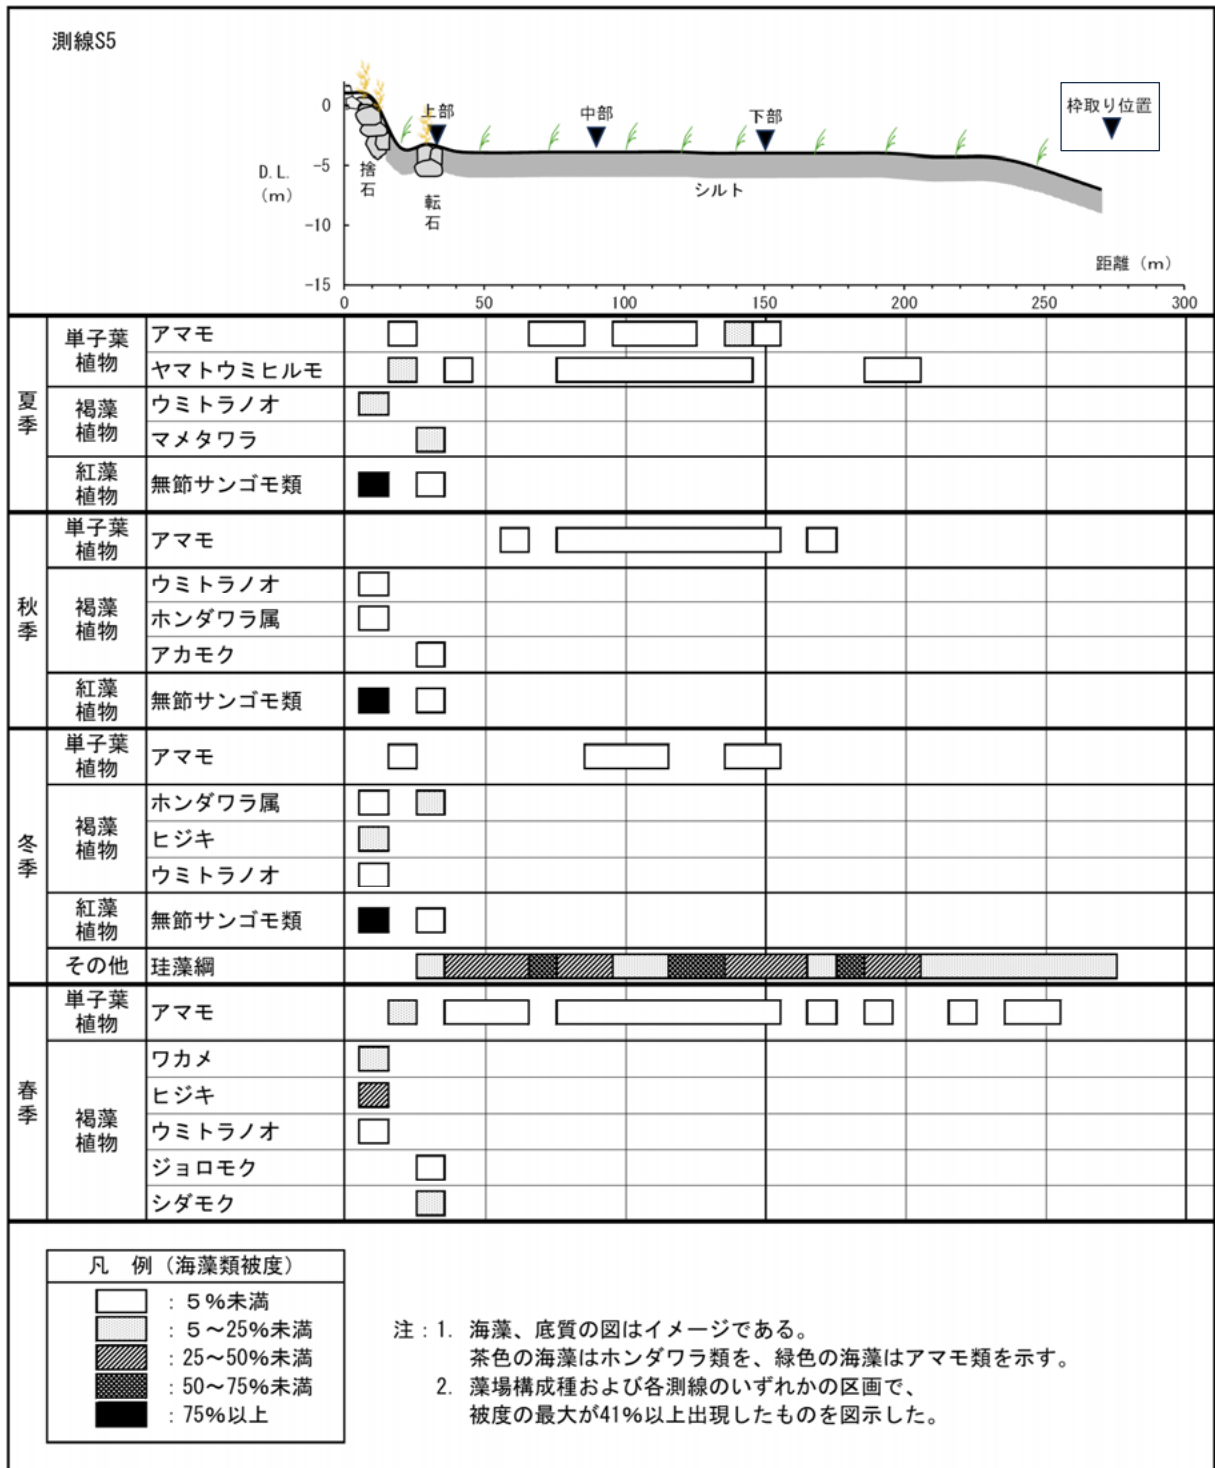 測線S5
0
-5
-10
-15
D.L.
(m)
上部
中部
下部
枠取り位置
捨石
転石
シルト
距離（m）
0
50
100
150
200
250
300
夏季
単子葉植物
アマモ
ヤマトウミヒルモ
褐藻植物
ウミトラノオ
マメタワラ
紅藻植物
無節サンゴモ類
秋季
単子葉植物
アマモ
褐藻植物
ウミトラノオ
ホンダワラ属
アカモク
紅藻植物
無節サンゴモ類
冬季
単子葉植物
アマモ
褐藻植物
ホンダワラ属
ヒジキ
ウミトラノオ
紅藻植物
無節サンゴモ類
その他
珪藻綱
春季
単子葉植物
アマモ
褐藻植物
ワカメ
ヒジキ
ウミトラノオ
ジョロモク
シダモク
凡　例（海藻類被度）
：５%未満
：５～25%未満
：25～50%未満
：50～75%未満
：75%以上
注：1. 海藻、底質の図はイメージである。
茶色の海藻はホンダワラ類を、緑色の海藻はアマモ類を示す。
2. 藻場構成種および各測線のいずれかの区画で、
被度の最大が41%以上出現したものを図示した。